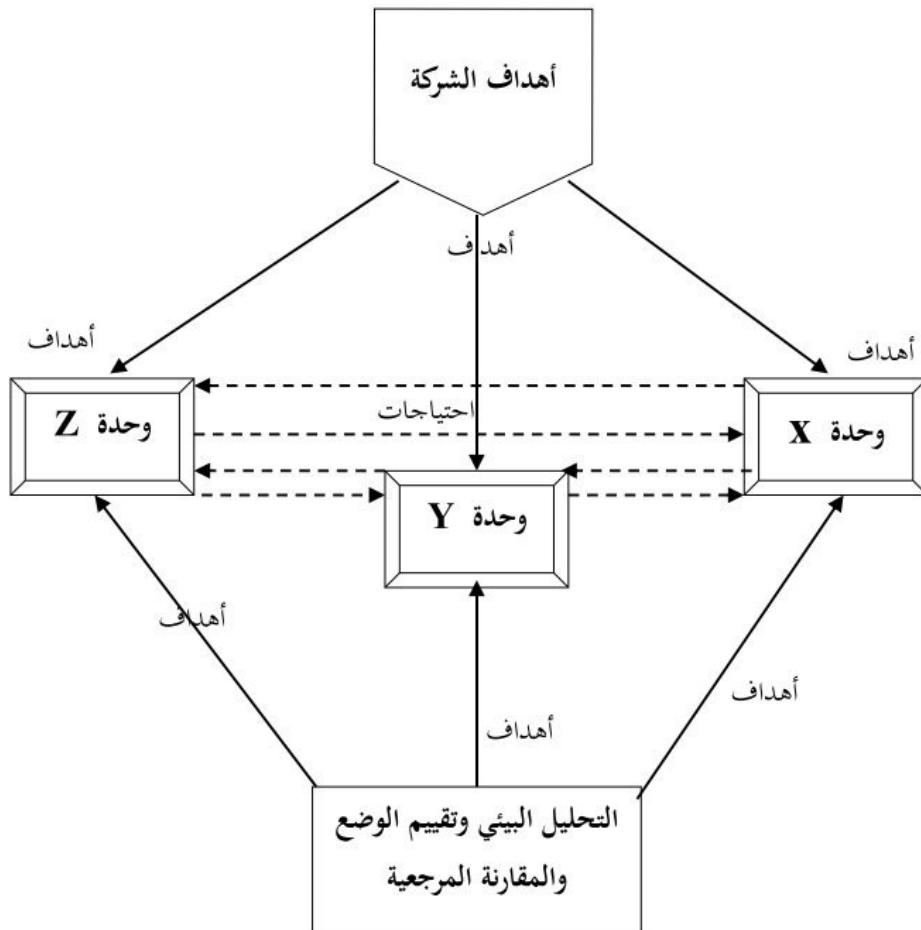 أهداف الشركة
أهداف
أهداف
أهداف
احتياجات
وحدة X
وحدة Z
وحدة Y
أهداف
أهداف
أهداف
التحليل البيئي وتقييم الوضع
والمقارنة المرجعية